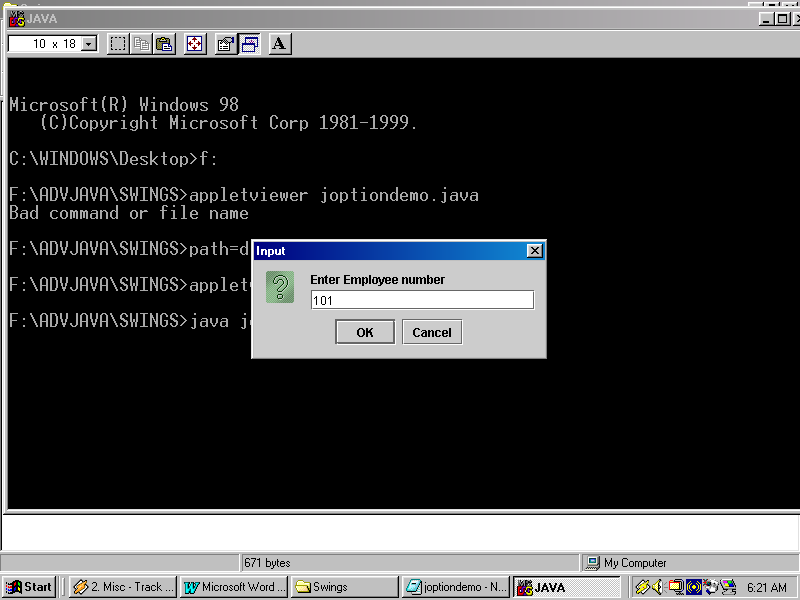 JAVA
10 x 18
A
Microsoft(R) Windows 98
(C)Copyright Microsoft Corp 1981-1999.
C:\WINDOWS\Desktop>f:
F:\ADVJAVA\SWINGS>appletviewer joptiondemo.java
Bad command or file name
F:\ADVJAVA\SWINGS>path=d
Input
F:\ADVJAVA\SWINGS>applet
Enter Employee number
101
F:\ADVJAVA\SWINGS>java j
OK Cancel
671 bytes My Computer
Start 2. Misc - Track ... Microsoft Word ... Swings joptiondemo - N... JAVA 6:21 AM